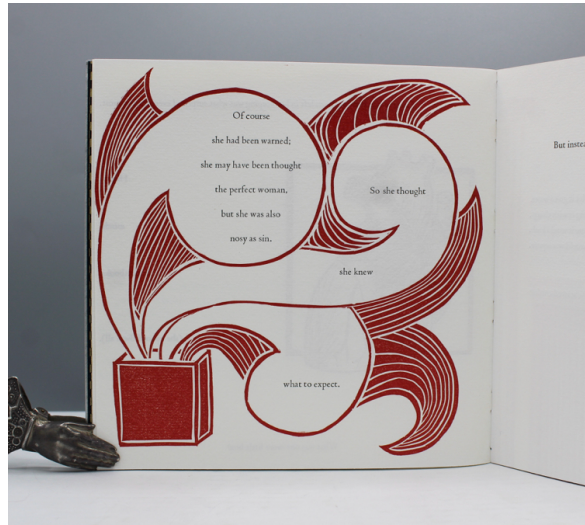 Of course
she had been warned;
she may have been thought
the perfect woman,
but she was also
nosy as sin.
So she thought
she knew
what to expect.
But